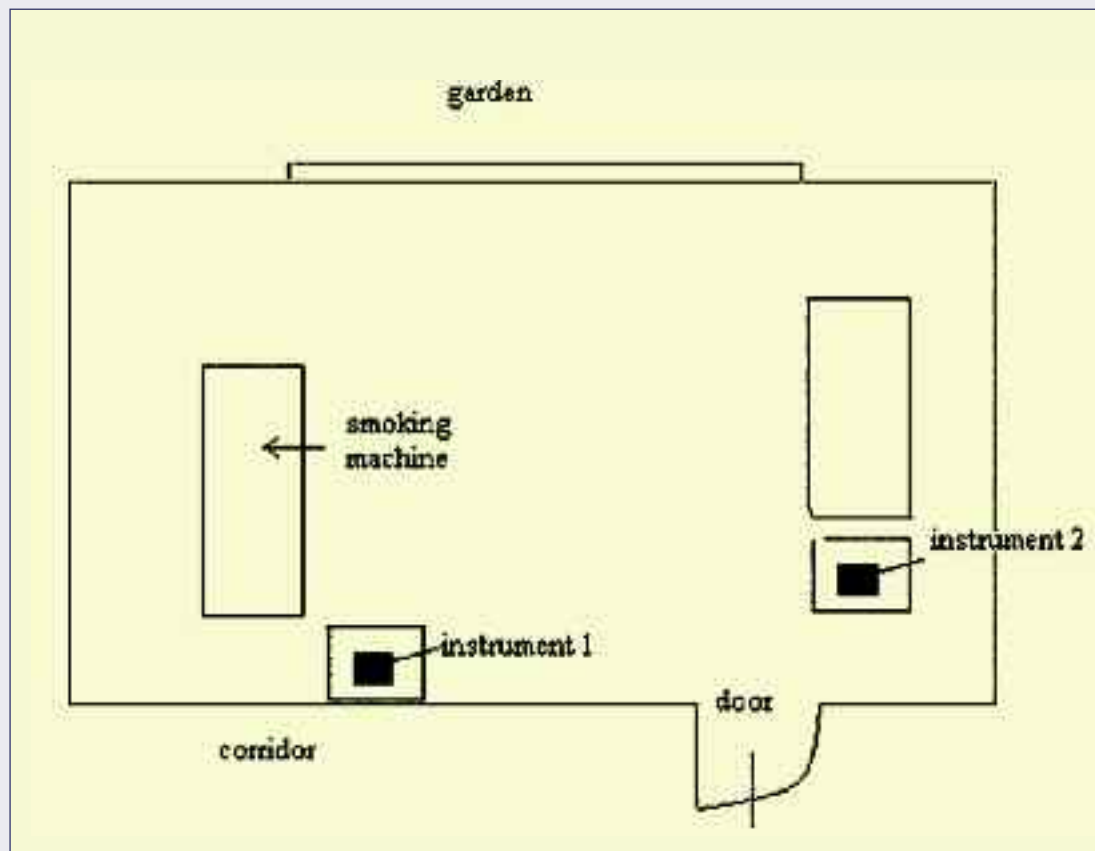 garden
smoking
machine
instrument 2
instrument 1
door
corridor